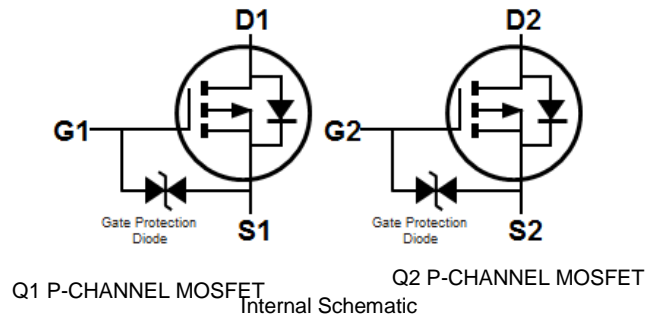 D1
D2
G1
G2
Gate Protection
Diode
S1
Gate Protection
Diode
S2
Q1 P-CHANNEL MOSFET
Q2 P-CHANNEL MOSFET
Internal Schematic